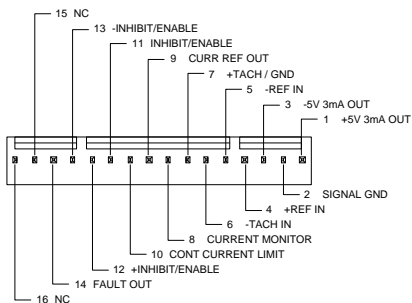 15 NC
13 -INHIBIT/ENABLE
11 INHIBIT/ENABLE
9 CURR REF OUT
7 +TACH / GND
5 -REF IN
3 -5V 3mA OUT
1 +5V 3mA OUT
2 SIGNAL GND
4 +REF IN
6 -TACH IN
8 CURRENT MONITOR
10 CONT CURRENT LIMIT
12 +INHIBIT/ENABLE
14 FAULT OUT
16 NC